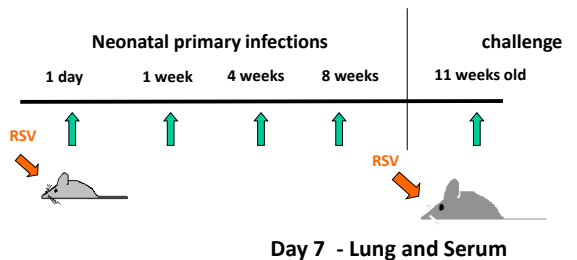 Neonatal primary infections challenge
1 day 1 week 4 weeks 8 weeks 11 weeks old
RSV
RSV
Day 7 - Lung and Serum